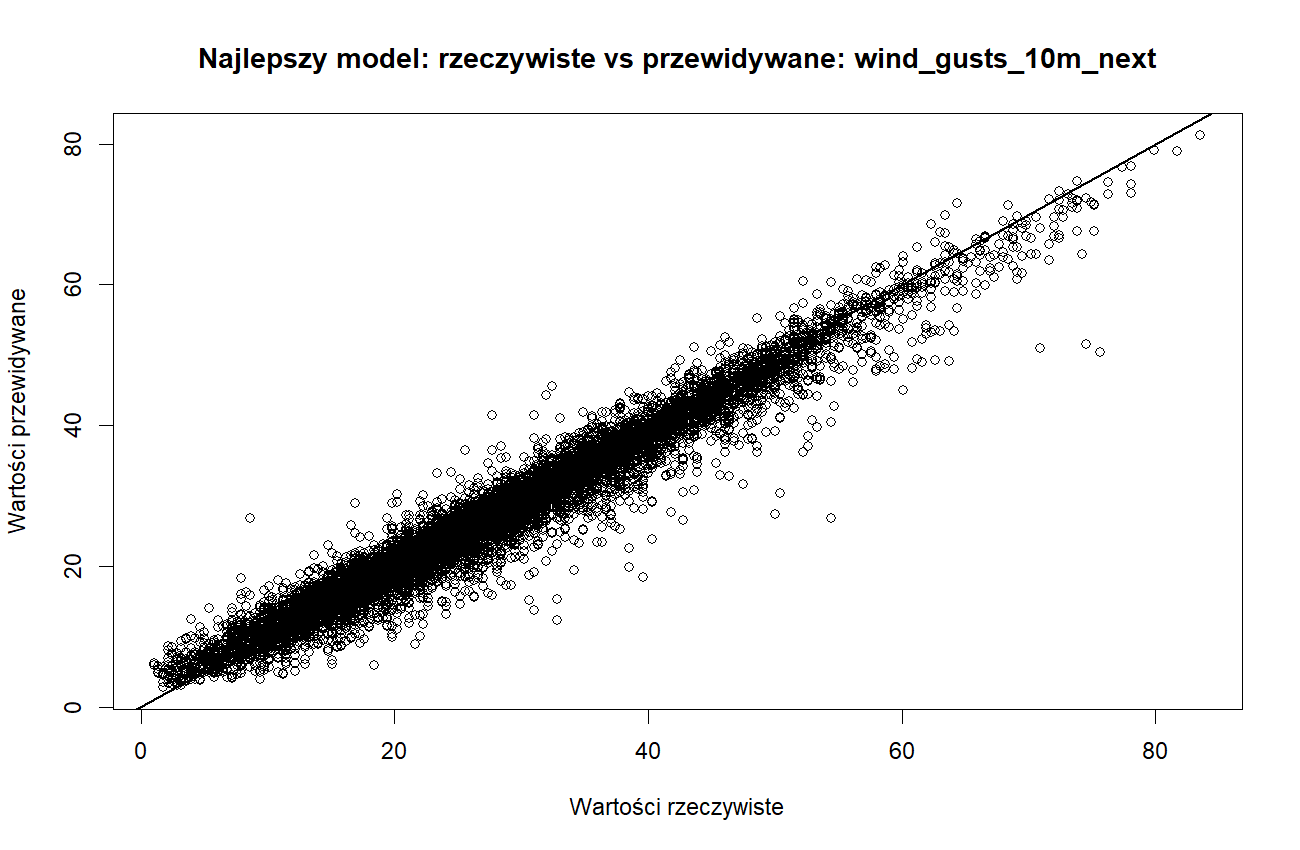 Najlepszy model: rzeczywiste vs przewidywane: wind_gusts_10m_next
80
60
40
20
0
Wartości przewidywane
0 20 40 60 80
Wartości rzeczywiste